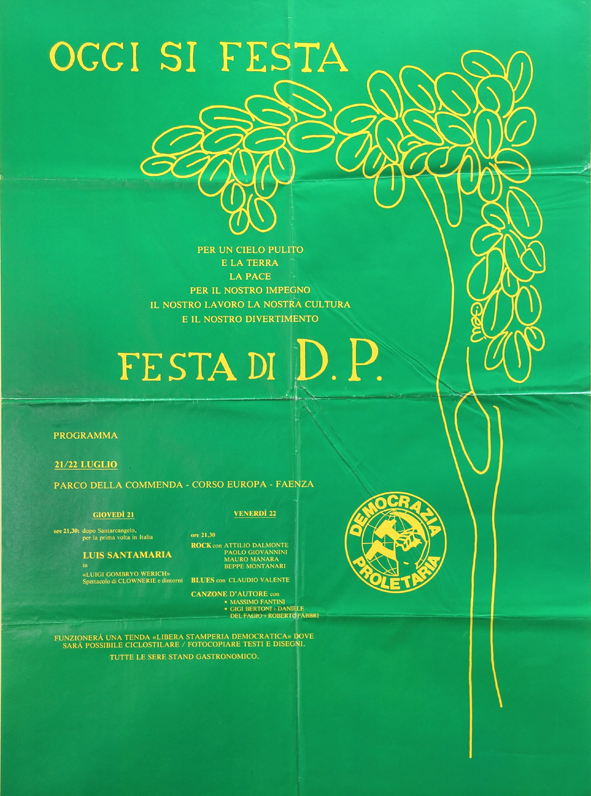 OGGI SI FESTA
PER UN CIELO PULITO
E LA TERRA
LA PACE
PER IL NOSTRO IMPEGNO
IL NOSTRO LAVORO LA NOSTRA CULTURA
E IL NOSTRO DIVERTIMENTO
FESTA DI D.P.
PROGRAMMA
21/22 LUGLIO
PARCO DELLA COMMENDA - CORSO EUROPA - FAENZA
GIOVEDÌ 21
ore 21,30: dopo Santarcangelo,
per la prima volta in Italia
LUIS SANTAMARIA
in
«LUIGI GOMBRYO WERICH»
Spettacolo di CLOWNERIE e dintorni
VENERDÌ 22
ore 21,30
ROCK con ATTILIO DALMONTE
PAOLO GIOVANNINI
MAURO MANARA
BEPPE MONTANARI
BLUES con CLAUDIO VALENTE
CANZONE D'AUTORE con
• MASSIMO FANTINI
• GIGI BERTONI - DANIELE
DEL FAGIO - ROBERTO FABBRI
DEMOCRAZIA
PROLETARIA
FUNZIONERÀ UNA TENDA «LIBERA STAMPERIA DEMOCRATICA» DOVE
SARÀ POSSIBILE CICLOSTILARE / FOTOCOPIARE TESTI E DISEGNI.
TUTTE LE SERE STAND GASTRONOMICO.